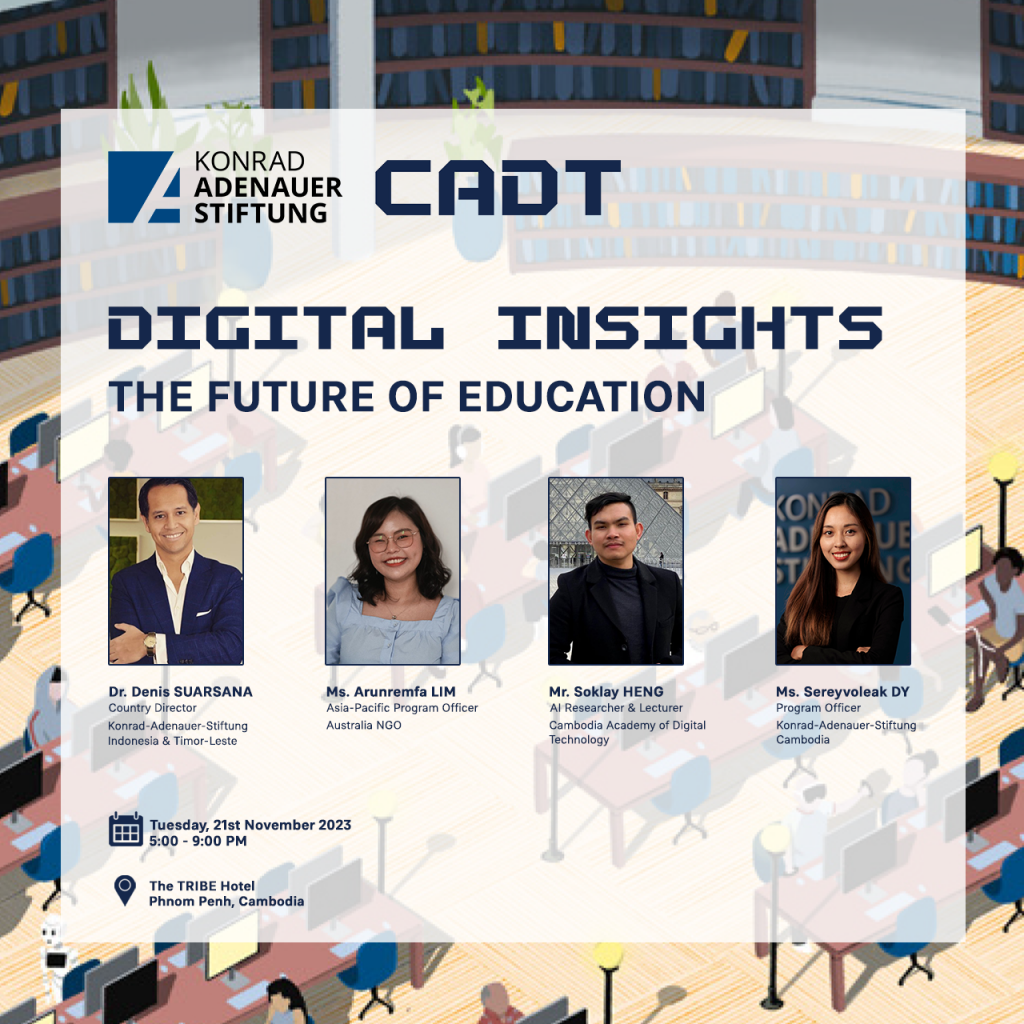 KONRAD
ADENAUER
STIFTUNG
CADT
DIGITAL INSIGHTS
THE FUTURE OF EDUCATION
KONRAD
ADENAUE
STIFTUNG
Dr. Denis SUARSANA
Country Director
Konrad-Adenauer-Stiftung
Indonesia & Timor-Leste
Ms. Arunremfa LIM
Asia-Pacific Program Officer
Australia NGO
Mr. Soklay HENG
AI Researcher & Lecturer
Cambodia Academy of Digital
Technology
Ms. Sereyvoleak DY
Program Officer
Konrad-Adenauer-Stiftung
Cambodia
Tuesday, 21st November 2023
5:00 - 9:00 PM
The TRIBE Hotel
Phnom Penh, Cambodia